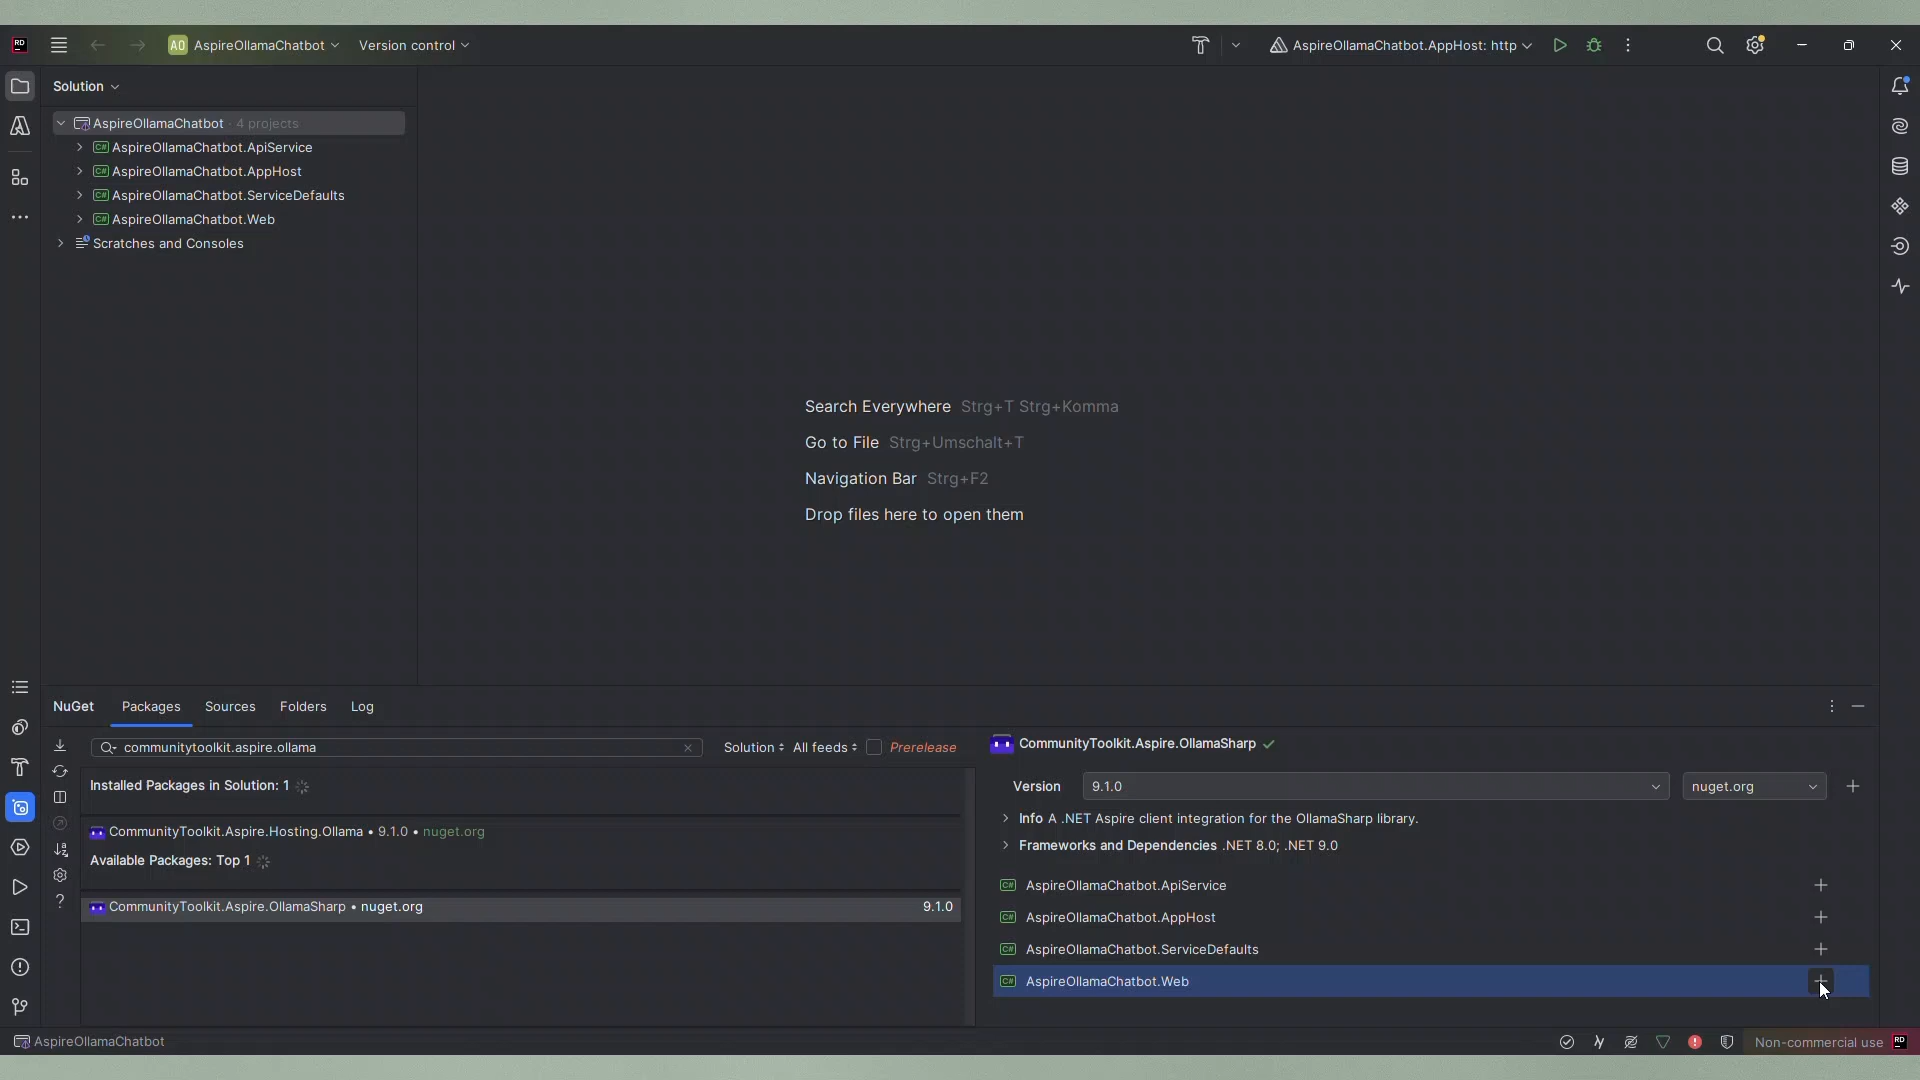 RD
AO AspireOllamaChatbot Version control AspireOllamaChatbot.AppHost: http
Solution
AspireOllamaChatbot · 4 projects
C# AspireOllamaChatbot.ApiService
C# AspireOllamaChatbot.AppHost
C# AspireOllamaChatbot.ServiceDefaults
C# AspireOllamaChatbot.Web
Scratches and Consoles
Search Everywhere Strg+T Strg+Komma
Go to File Strg+Umschalt+T
Navigation Bar Strg+F2
Drop files here to open them
NuGet Packages Sources Folders Log
communitytoolkit.aspire.ollama Solution All feeds Prerelease
Installed Packages in Solution: 1
CommunityToolkit.Aspire.Hosting.Ollama • 9.1.0 • nuget.org
Available Packages: Top 1
CommunityToolkit.Aspire.OllamaSharp • nuget.org 9.1.0
CommunityToolkit.Aspire.OllamaSharp
Version 9.1.0 nuget.org
Info A .NET Aspire client integration for the OllamaSharp library.
Frameworks and Dependencies .NET 8.0; .NET 9.0
C# AspireOllamaChatbot.ApiService
C# AspireOllamaChatbot.AppHost
C# AspireOllamaChatbot.ServiceDefaults
C# AspireOllamaChatbot.Web
AspireOllamaChatbot
Non-commercial use RD